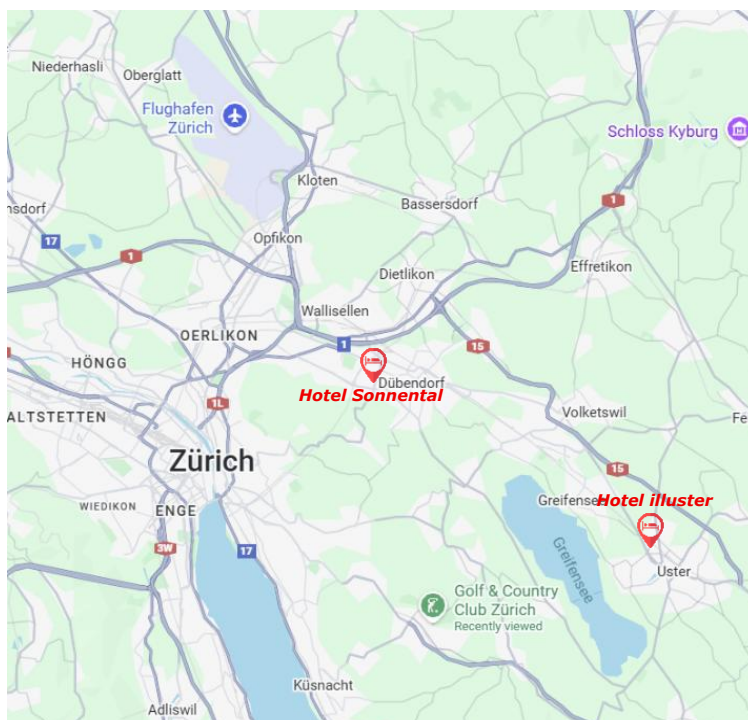 Niederhasli
Oberglatt
Flughafen
Zürich
Schloss Kyburg
Kloten
Bassersdorf
1
nsdorf
17
Opfikon
1
Dietlikon
Effretikon
Wallisellen
OERLIKON
1
15
HÖNGG
Dübendorf
Hotel Sonnental
1L
ALTSTETTEN
Volketswil
Fe
Zürich
15
Greifensee
Hotel illuster
WIEDIKON
ENGE
3W
17
Greifensee
Uster
Golf & Country
Club Zürich
Recently viewed
Küsnacht
Adliswil